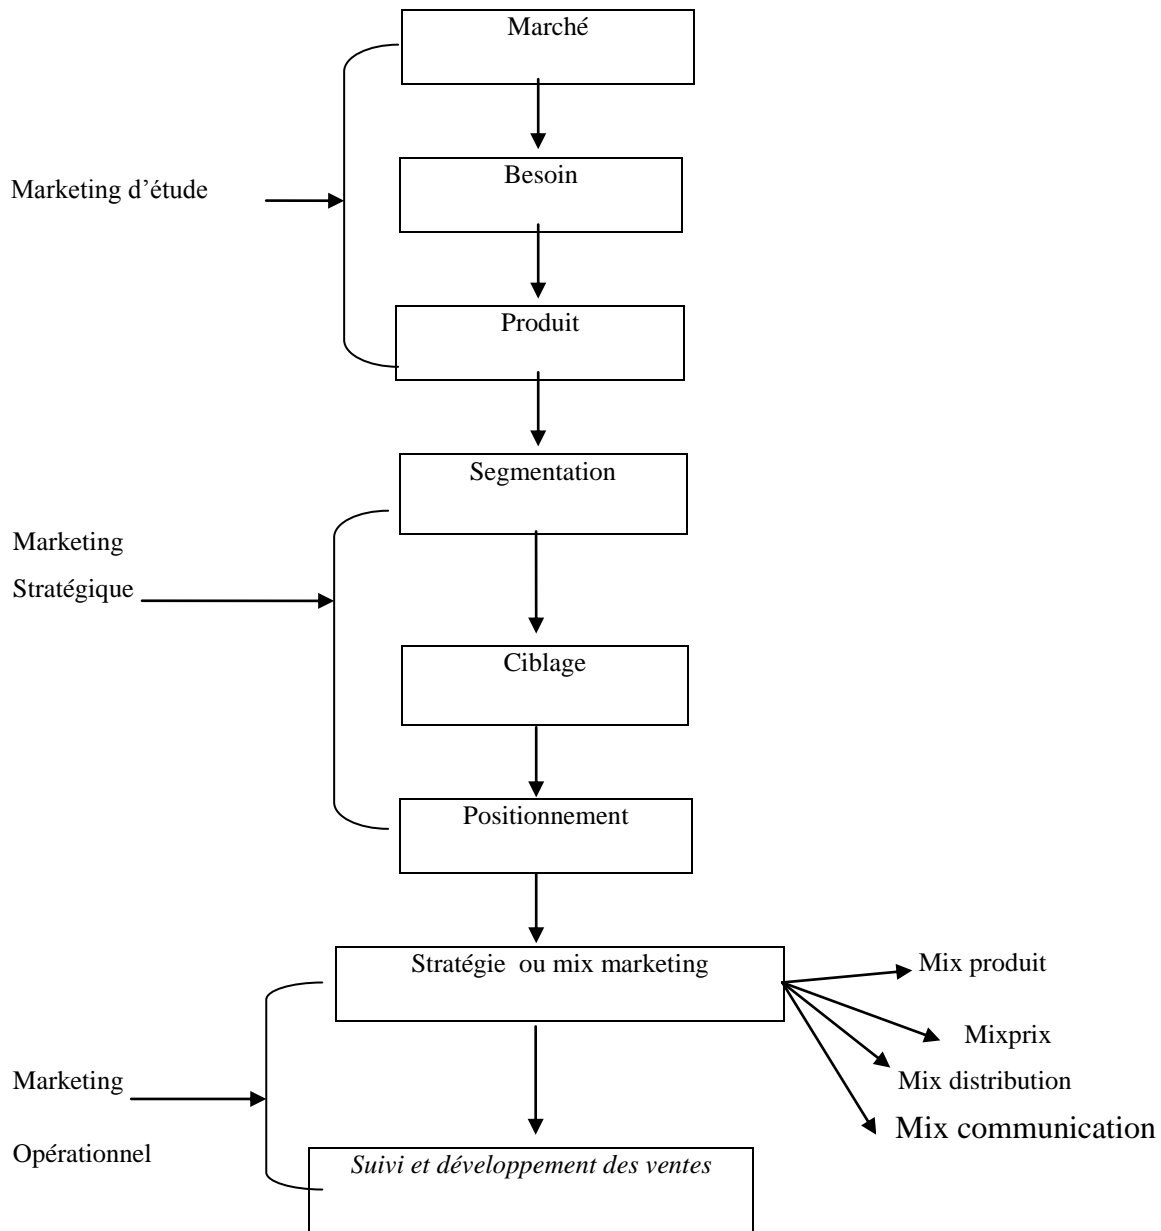 Marché
Besoin
Marketing d’étude
Produit
Segmentation
Marketing
Stratégique
Ciblage
Positionnement
Stratégie ou mix marketing
Mix produit
Mixprix
Mix distribution
Mix communication
Marketing
Opérationnel
Suivi et développement des ventes